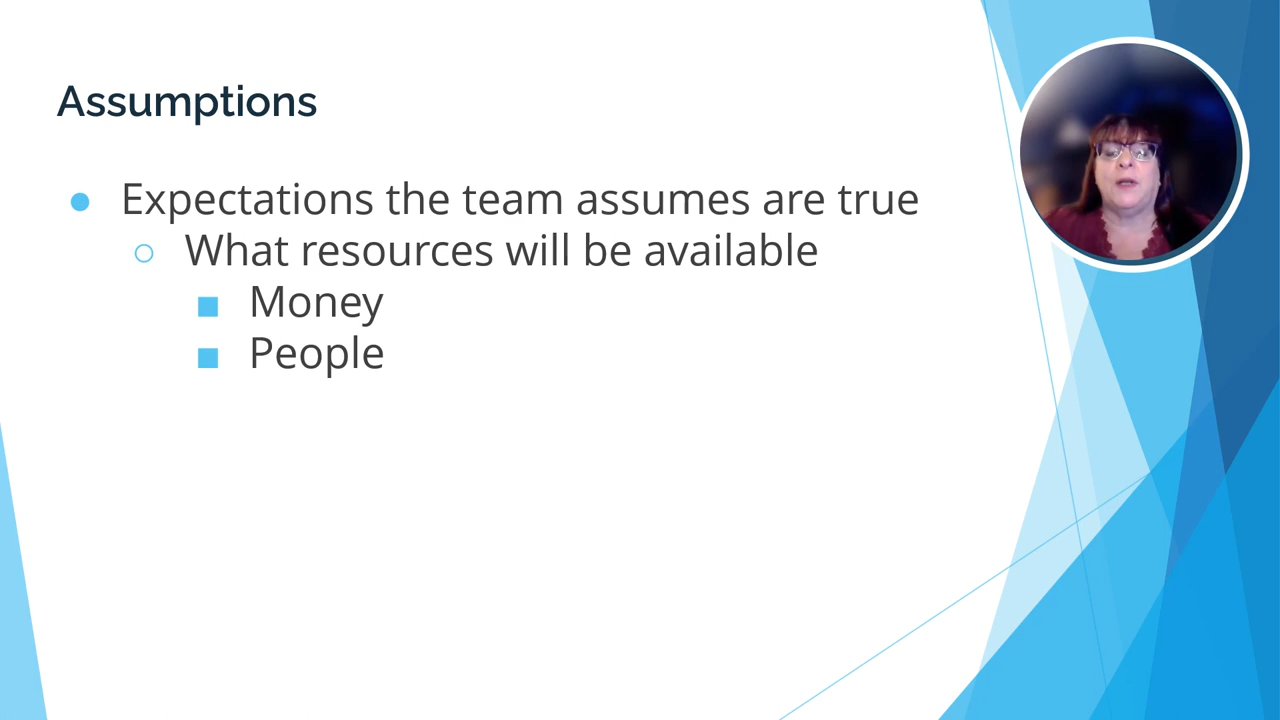 Assumptions
Expectations the team assumes are true
What resources will be available
Money
People